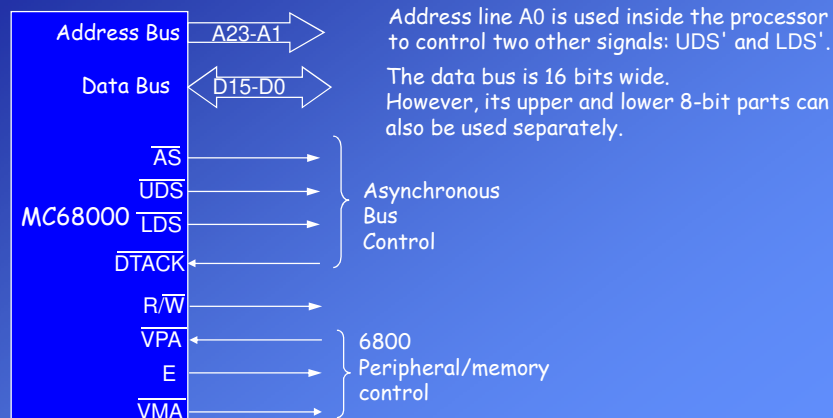 Address Bus A23-A1
Address line A0 is used inside the processor
to control two other signals: UDS' and LDS'.
Data Bus D15-D0
The data bus is 16 bits wide.
However, its upper and lower 8-bit parts can
also be used separately.
AS
UDS
MC68000 LDS
DTACK
Asynchronous
Bus
Control
R/W
VPA
E
VMA
6800
Peripheral/memory
control